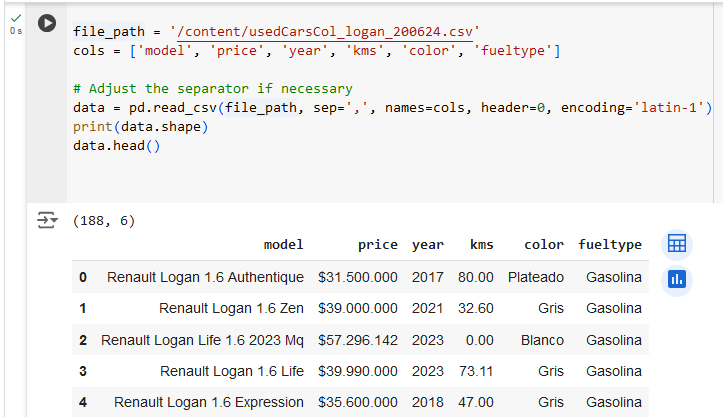 0 s
file_path = '/content/usedCarsCol_logan_200624.csv'
cols = ['model', 'price', 'year', 'kms', 'color', 'fueltype']
# Adjust the separator if necessary
data = pd.read_csv(file_path, sep=',', names=cols, header=0, encoding='latin-1')
print(data.shape)
data.head()
(188, 6)
model price year kms color fueltype
0 Renault Logan 1.6 Authentique $31.500.000 2017 80.00 Plateado Gasolina
1 Renault Logan 1.6 Zen $39.000.000 2021 32.60 Gris Gasolina
2 Renault Logan Life 1.6 2023 Mq $57.296.142 2023 0.00 Blanco Gasolina
3 Renault Logan 1.6 Life $39.990.000 2023 73.11 Gris Gasolina
4 Renault Logan 1.6 Expression $35.600.000 2018 47.00 Gris Gasolina